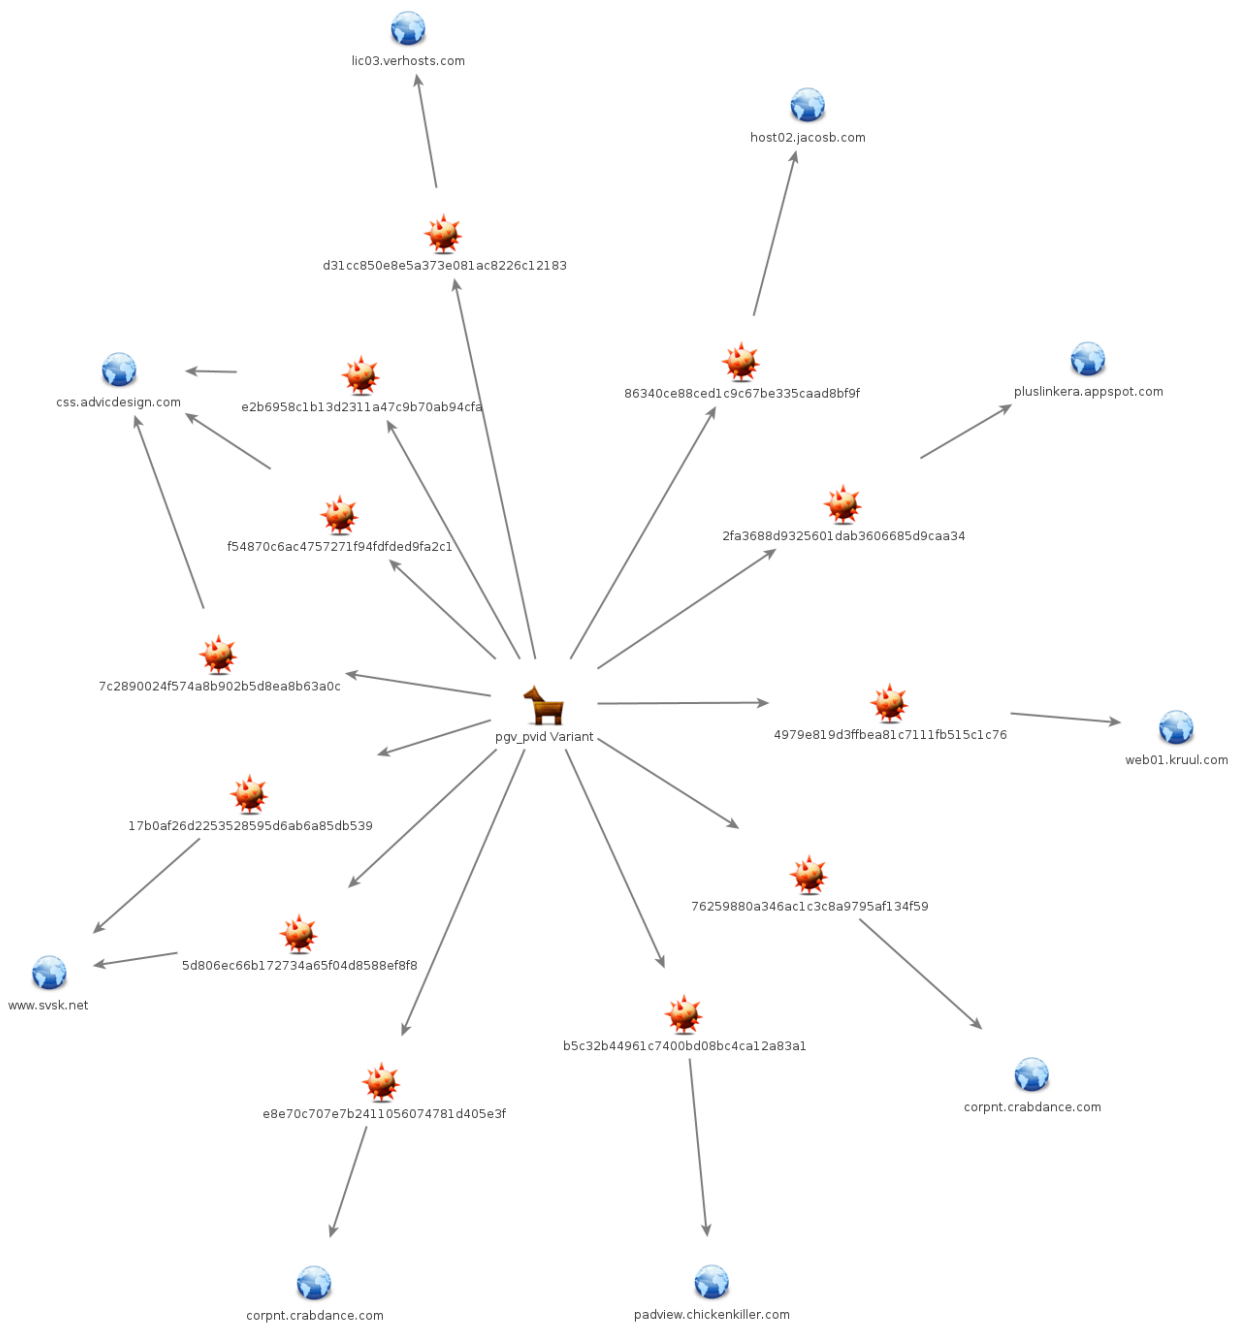 lic03.verhosts.com
host02.jacosb.com
d31cc850e8e5a373e081ac8226c12183
css.advicdesign.com
e2b6958c1b13d2311a47c9b70ab94cfa
86340ce88ced1c9c67be335caad8bf9f
pluslinkera.appspot.com
f54870c6ac4757271f94fdfded9fa2c1
2fa3688d9325601dab3606685d9caa34
7c2890024f574a8b902b5d8ea8b63a0c
pgv_pvid Variant
4979e819d3ffbea81c7111fb515c1c76
web01.kruul.com
17b0af26d2253528595d6ab6a85db539
76259880a346ac1c3c8a9795af134f59
5d806ec66b172734a65f04d8588ef8f8
www.svsk.net
b5c32b44961c7400bd08bc4ca12a83a1
e8e70c707e7b2411056074781d405e3f
corpnt.crabdance.com
corpnt.crabdance.com
padview.chickenkiller.com